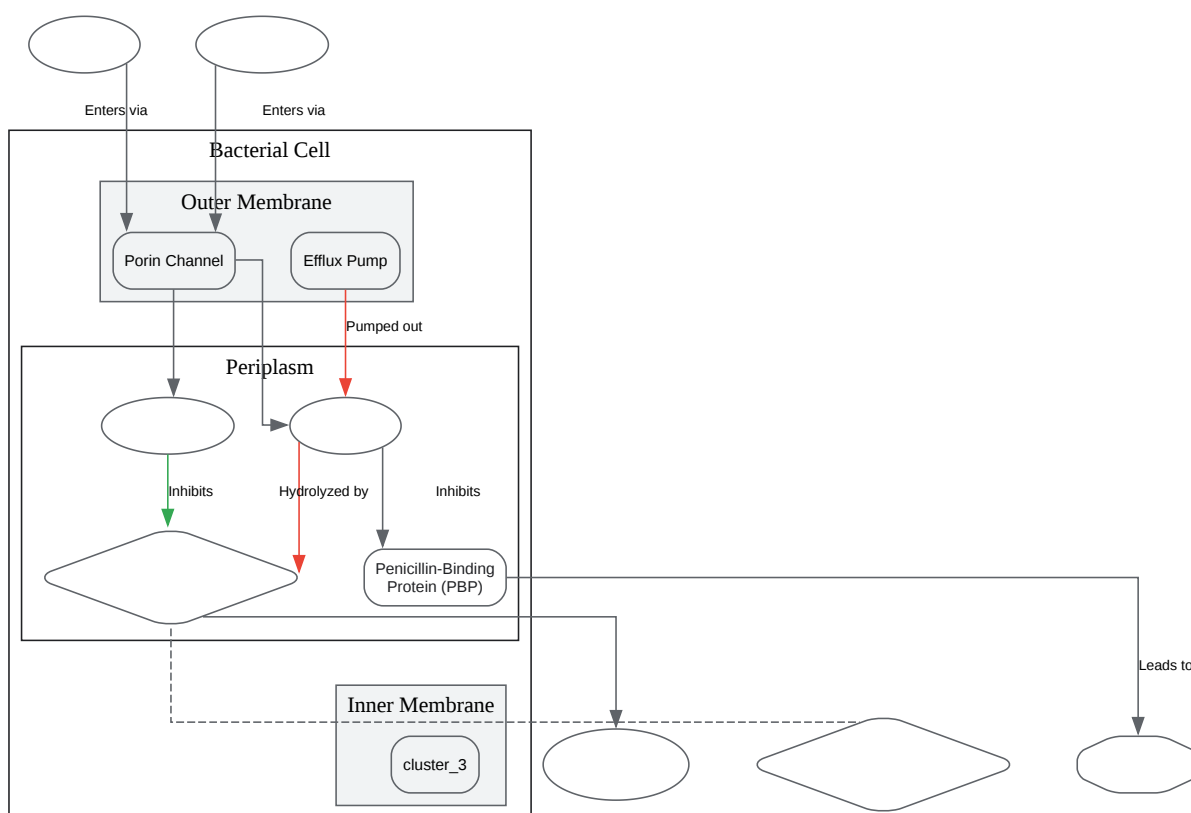 Enters via
Enters via
Bacterial Cell
Outer Membrane
Porin Channel
Efflux Pump
Pumped out
Periplasm
Inhibits
Hydrolyzed by
Inhibits
Penicillin-Binding
Protein (PBP)
Leads to
Inner Membrane
cluster_3